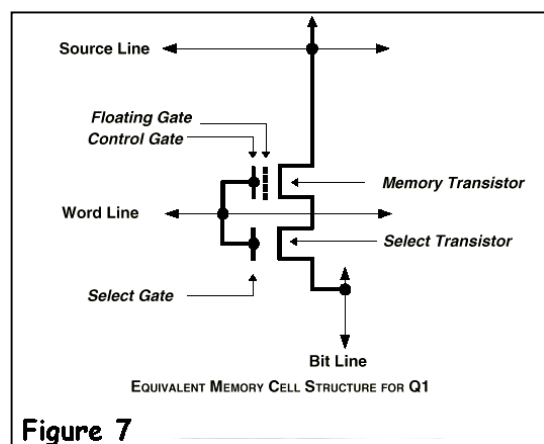 Source Line
Floating Gate
Control Gate
Memory Transistor
Word Line
Select Transistor
Select Gate
Bit Line
EQUIVALENT MEMORY CELL STRUCTURE FOR Q1
Figure 7